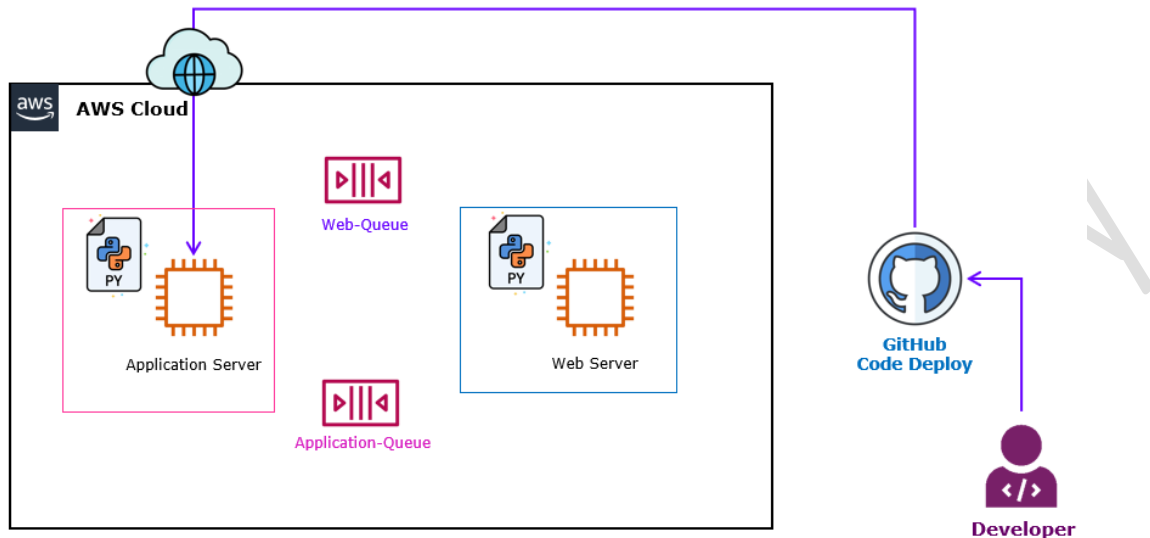 aws
AWS Cloud
Web-Queue
PY
PY
Application Server
Web Server
GitHub
Code Deploy
Application-Queue
</>
Developer